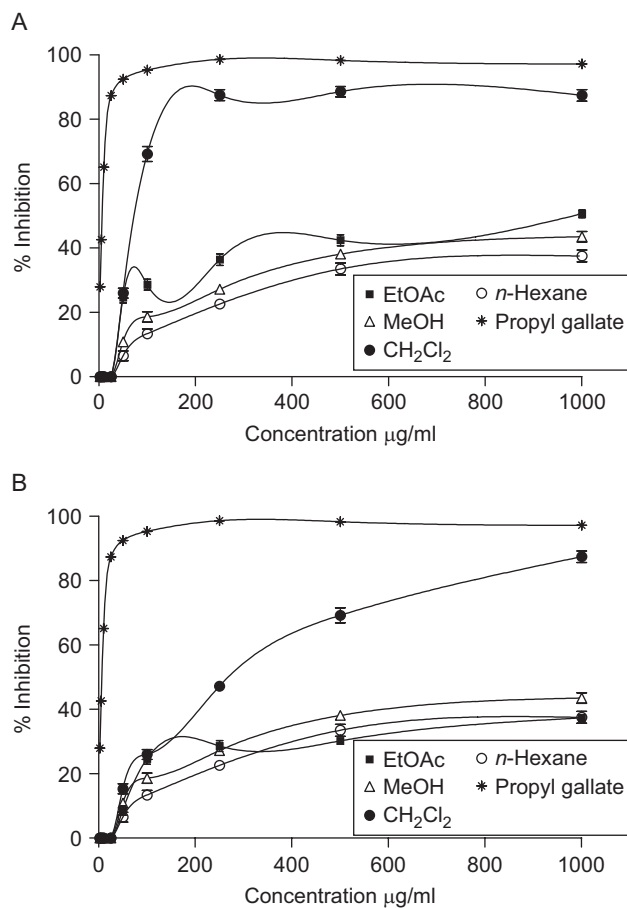 A
100
80
60
40
20
0
% Inhibition
0
200
400
600
800
1000
Concentration µg/ml
EtOAc
MeOH
CH₂Cl₂
n-Hexane
Propyl gallate
B
100
80
60
40
20
0
% Inhibition
0
200
400
600
800
1000
Concentration µg/ml
EtOAc
MeOH
CH₂Cl₂
n-Hexane
Propyl gallate